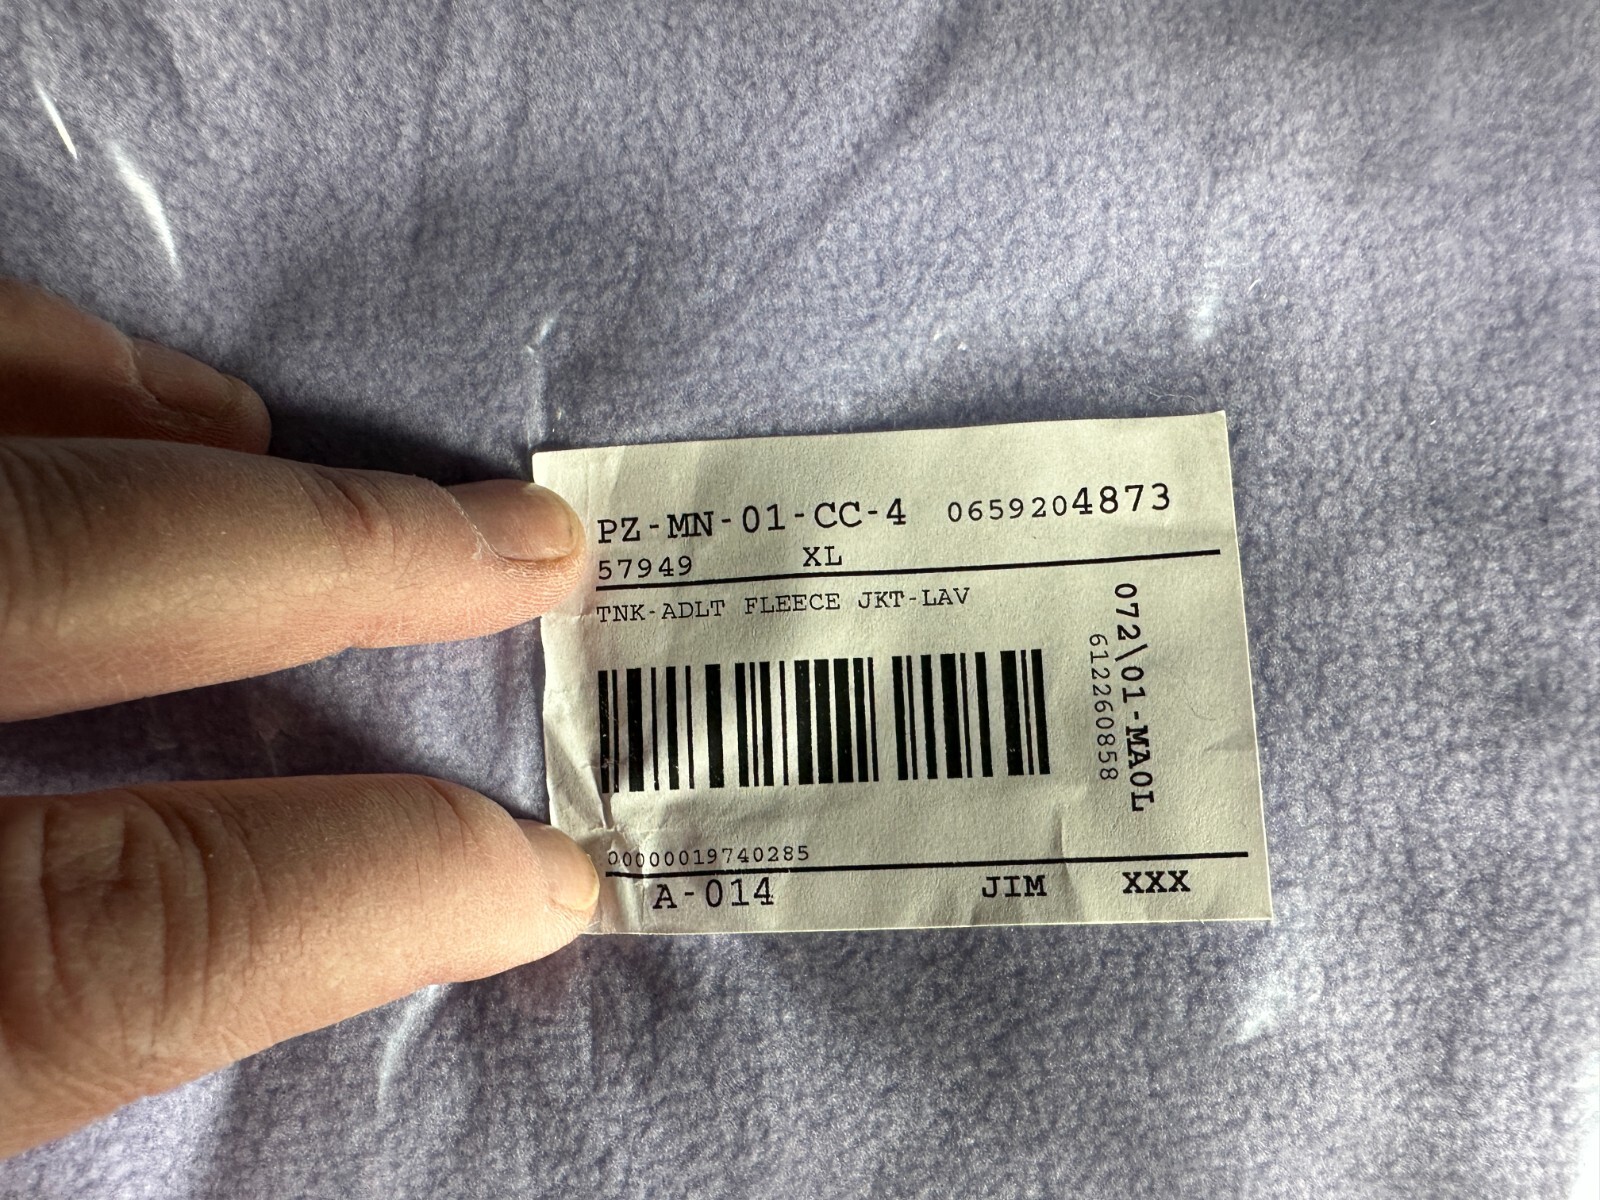 PZ-MN-01-CC-4 0659204873
57949 XL
TNK-ADLT FLEECE JKT-LAV
072\01-MAOL
612260858
00000019740285
A-014 JIM XXX